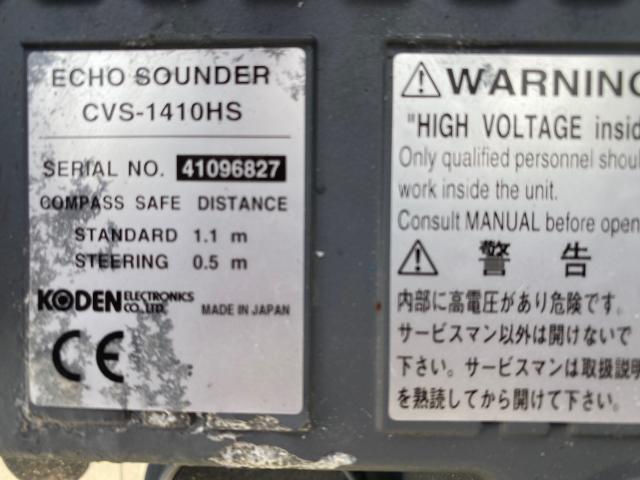 ECHO SOUNDER
CVS-1410HS
SERIAL NO. 41096827
COMPASS SAFE DISTANCE
STANDARD 1.1 m
STEERING 0.5 m
KODEN ELECTRONICS CO., LTD. MADE IN JAPAN
CE
⚠WARNING
"HIGH VOLTAGE insid
Only qualified personnel shoul
work inside the unit.
Consult MANUAL before open
⚠ 警告
内部に高電圧があり危険です。
サービスマン以外は開けないで
下さい。サービスマンは取扱説明
を熟読してから開けて下さい。